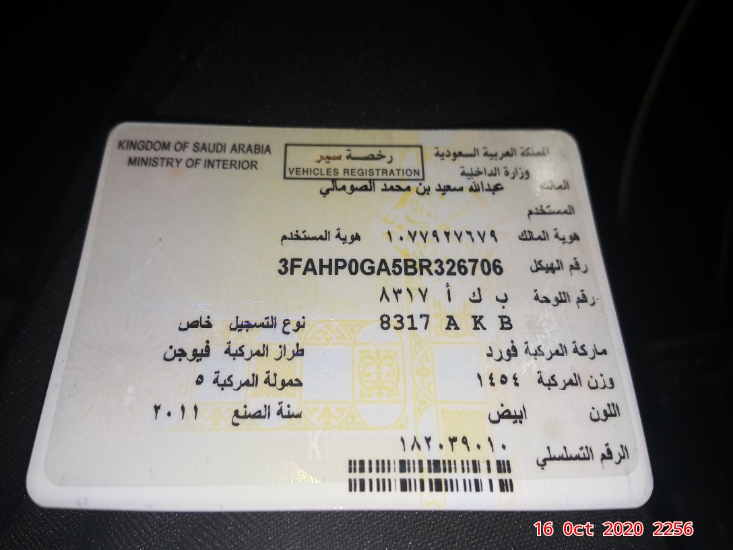 KINGDOM OF SAUDI ARABIA
MINISTRY OF INTERIOR
رخصة سير
VEHICLES REGISTRATION
المملكة العربية السعودية
وزارة الداخلية
المالك عبدالله سعيد بن محمد الصومالي
المستخدم
هوية المالك ١٠٧٧٩٢٧٦٧٩ هوية المستخدم
رقم الهيكل 3FAHP0GA5BR326706
رقم اللوحة ب ك أ ٨٣١٧
8317 A K B نوع التسجيل خاص
ماركة المركبة فورد طراز المركبة فيوجن
وزن المركبة ١٤٥٤ حمولة المركبة ٥
اللون ابيض سنة الصنع ٢٠١١
الرقم التسلسلي ١٨٢٠٣٩٠١٠
16 Oct 2020 2256